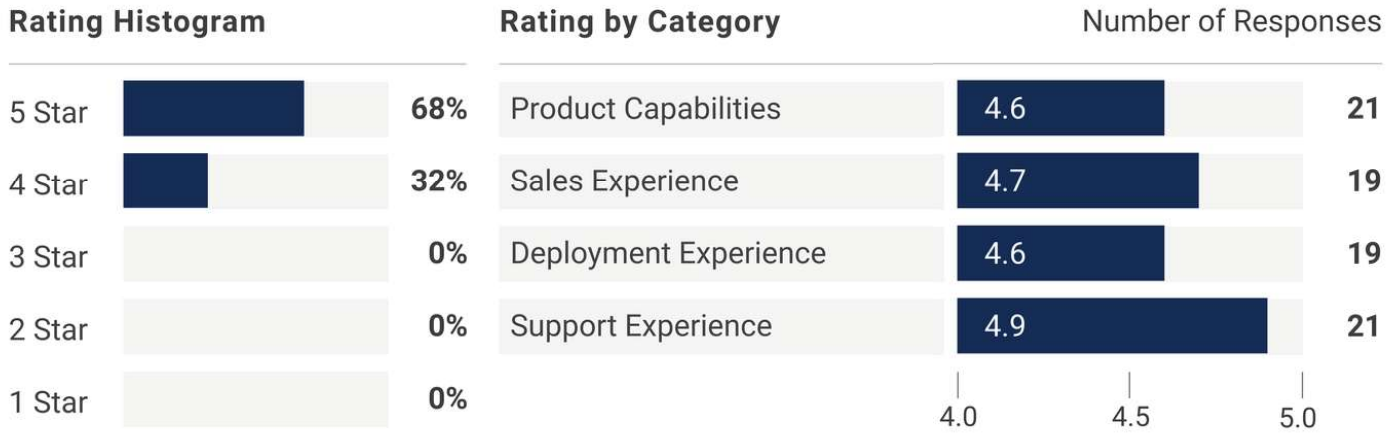 Rating Histogram
5 Star 68%
4 Star 32%
3 Star 0%
2 Star 0%
1 Star 0%
Rating by Category Number of Responses
Product Capabilities 4.6 21
Sales Experience 4.7 19
Deployment Experience 4.6 19
Support Experience 4.9 21
4.0 4.5 5.0